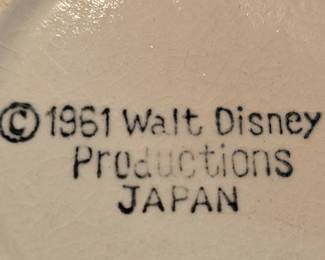 © 1961 Walt Disney
Productions
JAPAN